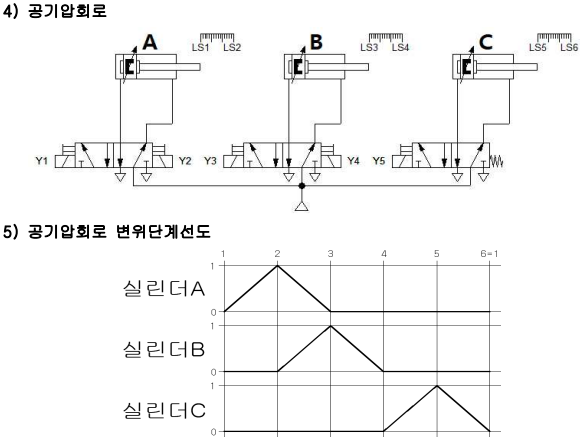 4) 공기압회로
A B C
LS1 LS2 LS3 LS4 LS5 LS6
Y1 Y2 Y3 Y4 Y5
5) 공기압회로 변위단계선도
1 2 3 4 5 6=1
1
실린더A
0
1
실린더B
0
1
실린더C
0